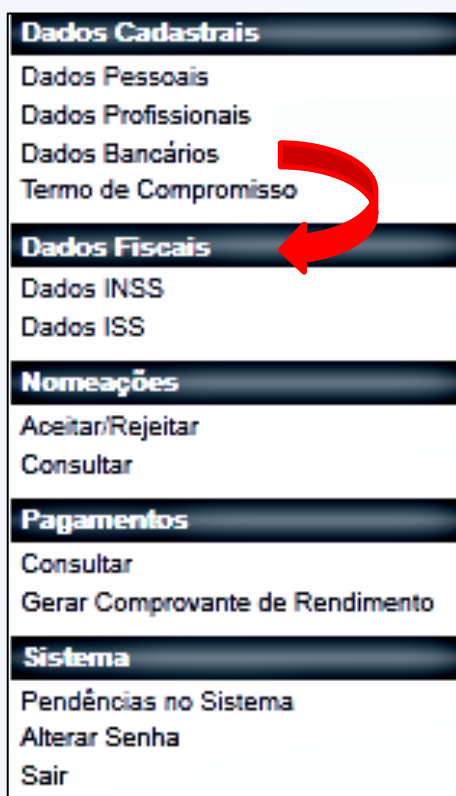 Dados Cadastrais
Dados Pessoais
Dados Profissionais
Dados Bancários
Termo de Compromisso
Dados Fiscais
Dados INSS
Dados ISS
Nomeações
Aceitar/Rejeitar
Consultar
Pagamentos
Consultar
Gerar Comprovante de Rendimento
Sistema
Pendências no Sistema
Alterar Senha
Sair